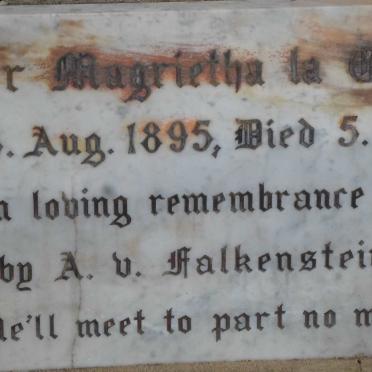 r Magrietha la G
. Aug. 1895, Died 5.
n loving remembrance
by A. v. Falkenstein
e'll meet to part no m